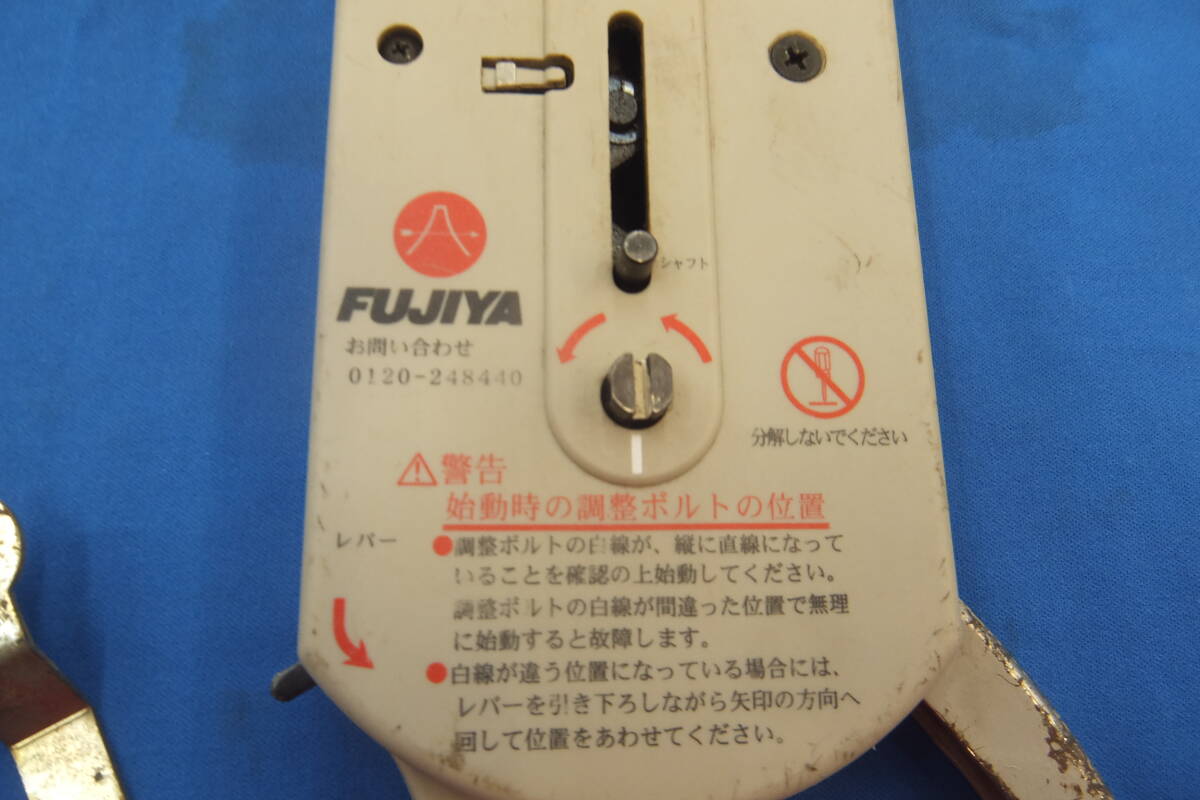 シャフト
FUJIYA
お問い合わせ
0120-248440
分解しないでください
警告
始動時の調整ボルトの位置
レバー
●調整ボルトの白線が、縦に直線になって
いることを確認の上始動してください。
調整ボルトの白線が間違った位置で無理
に始動すると故障します。
●白線が違う位置になっている場合には、
レバーを引き下ろしながら矢印の方向へ
回して位置をあわせてください。